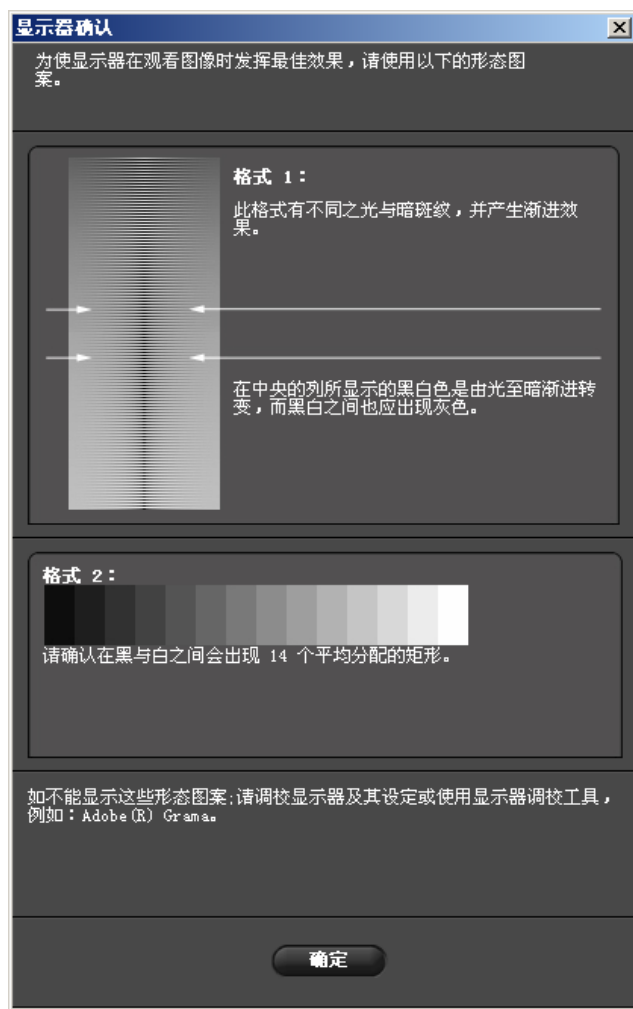 显示器确认
为使显示器在观看图像时发挥最佳效果，请使用以下的形态图
案。
格式 1：
此格式有不同之光与暗斑纹，并产生渐进效
果。
在中央的列所显示的黑白色是由光至暗渐进转
变，而黑白之间也应出现灰色。
格式 2：
请确认在黑与白之间会出现 14 个平均分配的矩形。
如不能显示这些形态图案;请调校显示器及其设定或使用显示器调校工具，
例如：Adobe(R) Grama。
确定